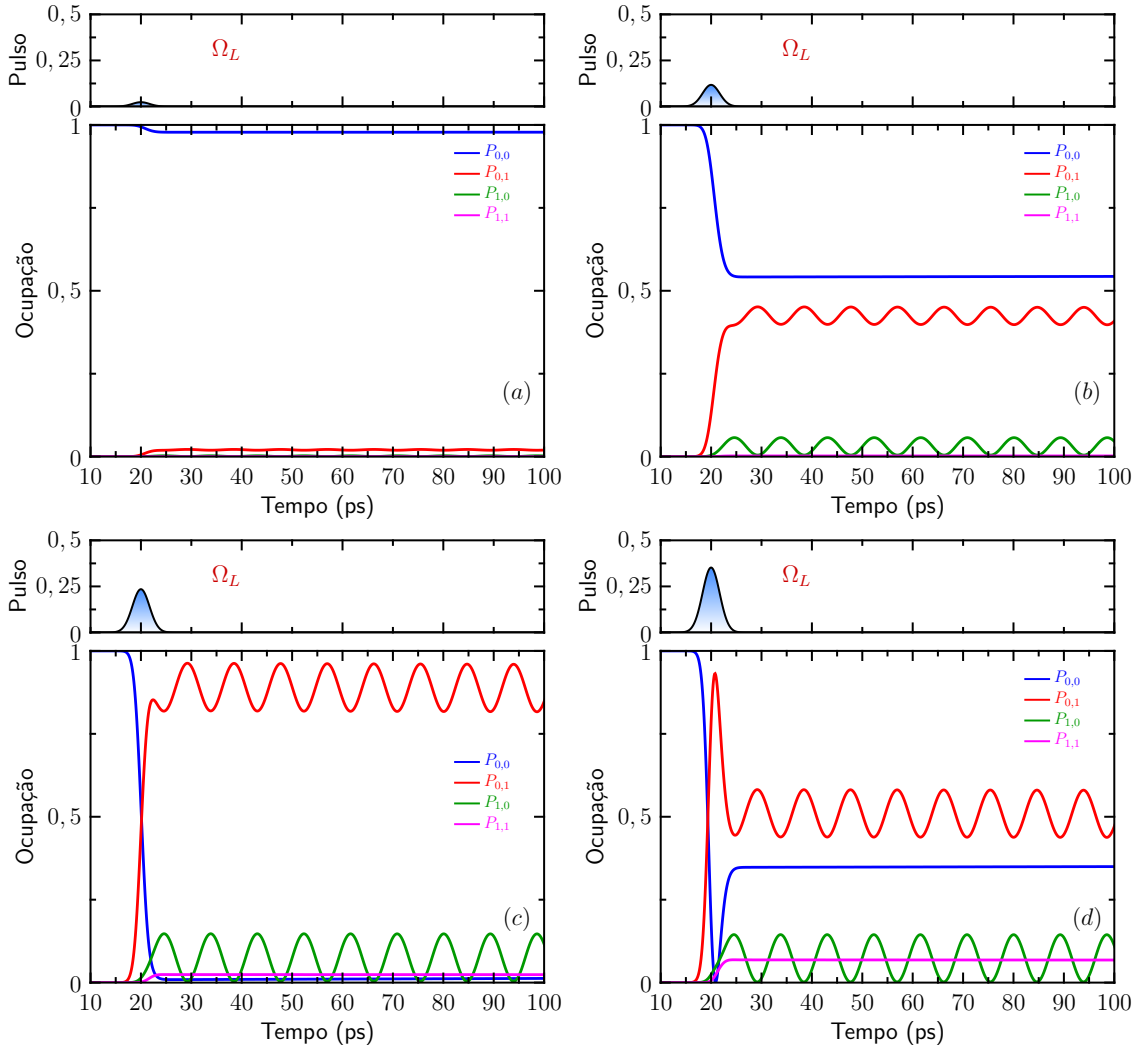 0,5
0,25
0
Pulso
Ω_L
1
0,5
0
Ocupação
P_{0,0}
P_{0,1}
P_{1,0}
P_{1,1}
(a)
10 20 30 40 50 60 70 80 90 100
Tempo (ps)
0,5
0,25
0
Pulso
Ω_L
1
0,5
0
Ocupação
P_{0,0}
P_{0,1}
P_{1,0}
P_{1,1}
(b)
10 20 30 40 50 60 70 80 90 100
Tempo (ps)
0,5
0,25
0
Pulso
Ω_L
1
0,5
0
Ocupação
P_{0,0}
P_{0,1}
P_{1,0}
P_{1,1}
(c)
10 20 30 40 50 60 70 80 90 100
Tempo (ps)
0,5
0,25
0
Pulso
Ω_L
1
0,5
0
Ocupação
P_{0,0}
P_{0,1}
P_{1,0}
P_{1,1}
(d)
10 20 30 40 50 60 70 80 90 100
Tempo (ps)